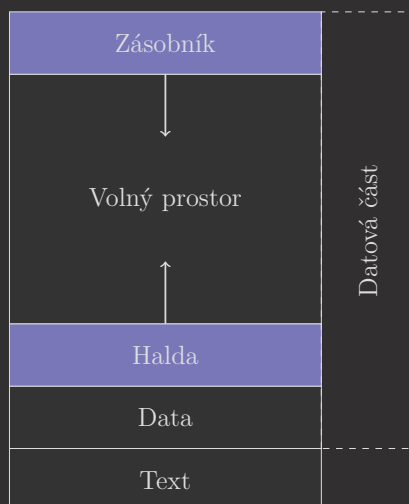 Zásobník
Volný prostor
Datová část
Halda
Data
Text